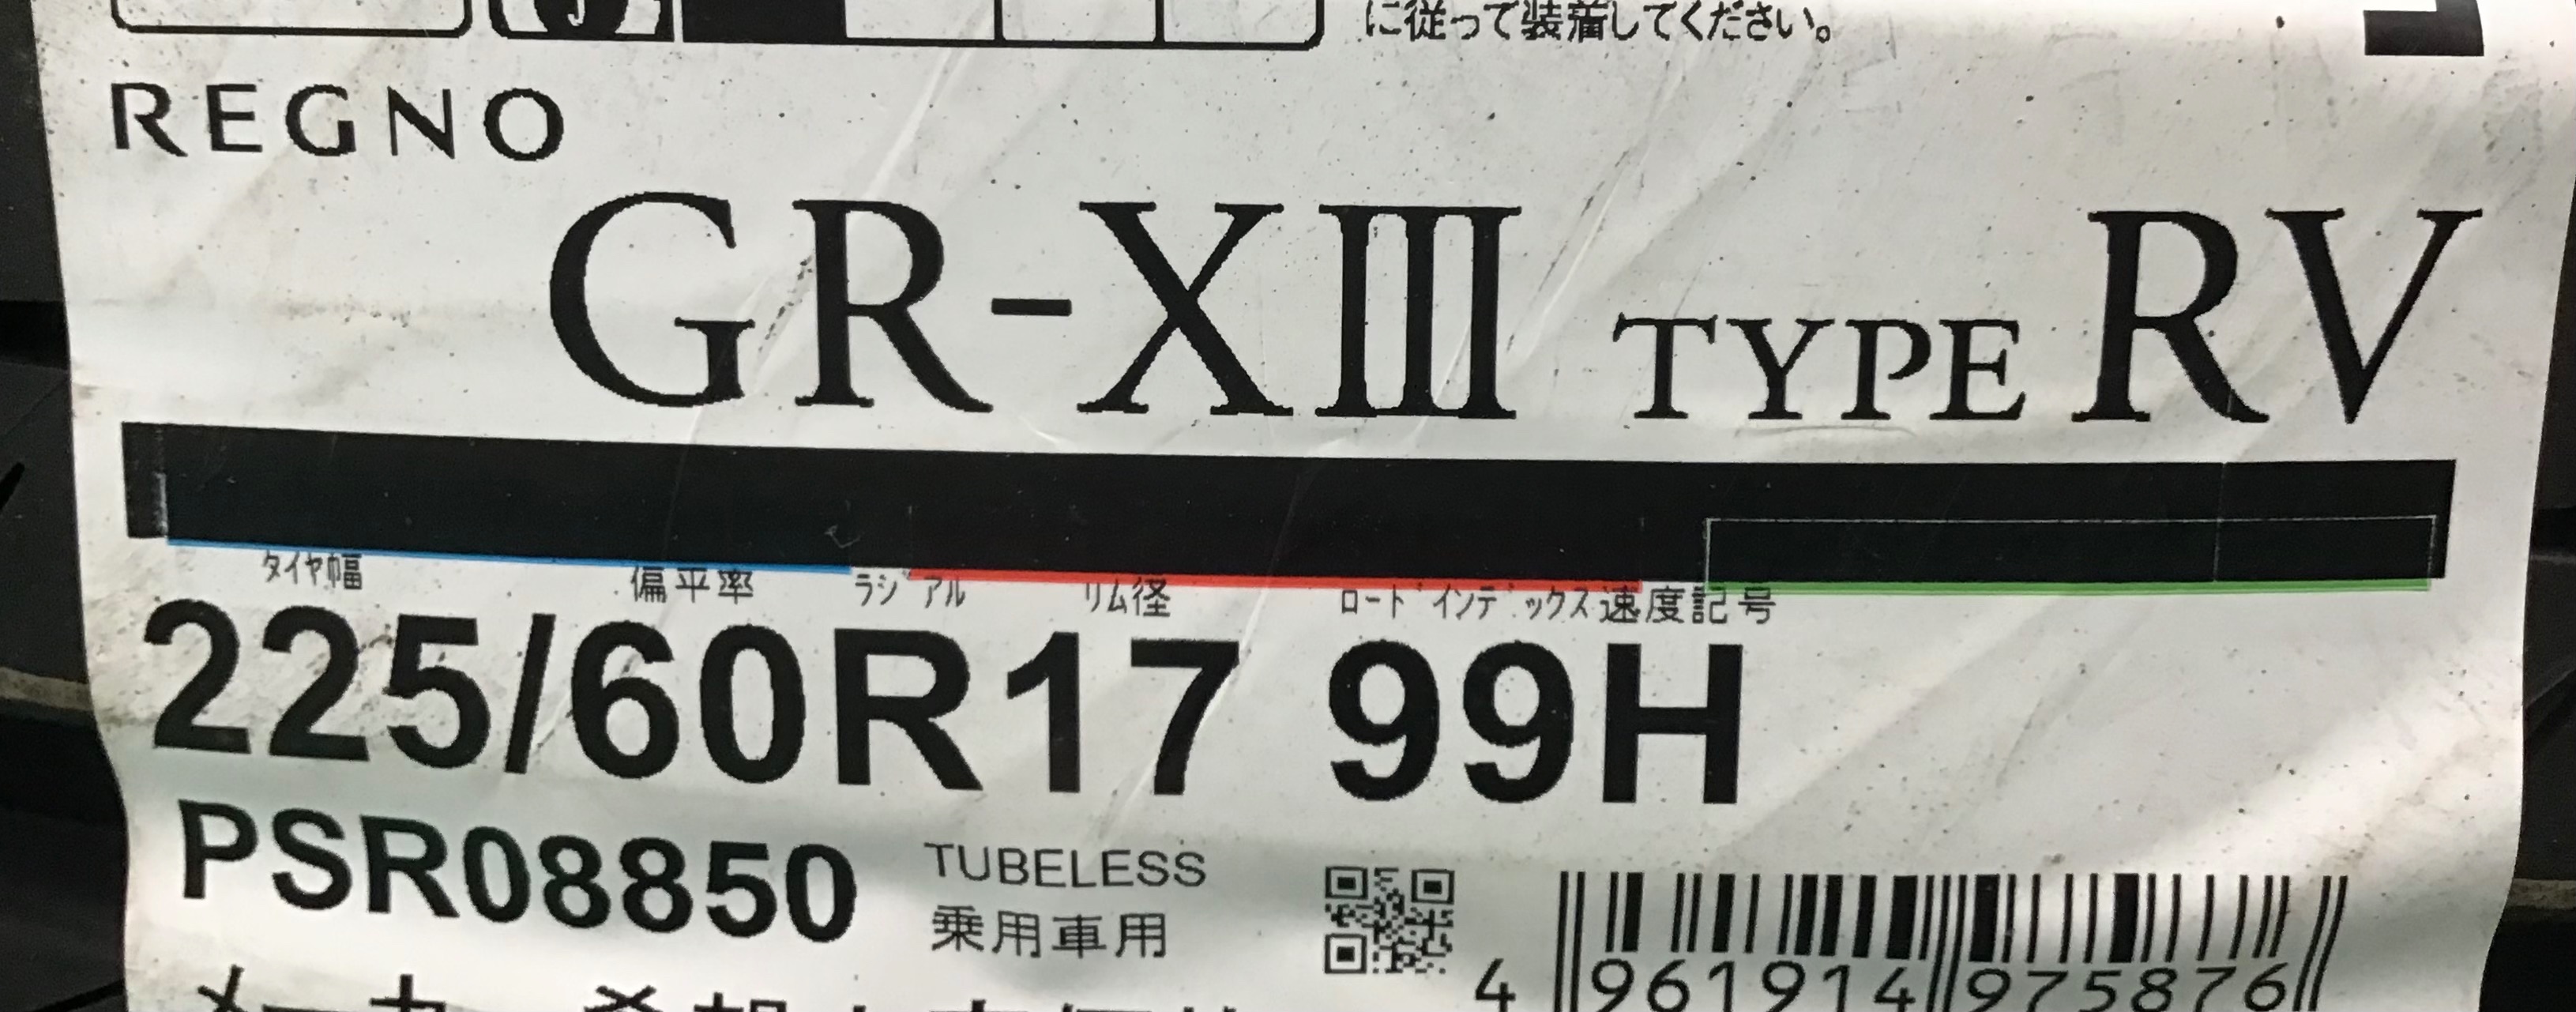 に従って装着してください。
REGNO
GR-XIII TYPE RV
タイヤ幅 偏平率 ラジアル リム径 ロードインデックス 速度記号
225/60R17 99H
PSR08850
TUBELESS
乗用車用
4 961914 975876